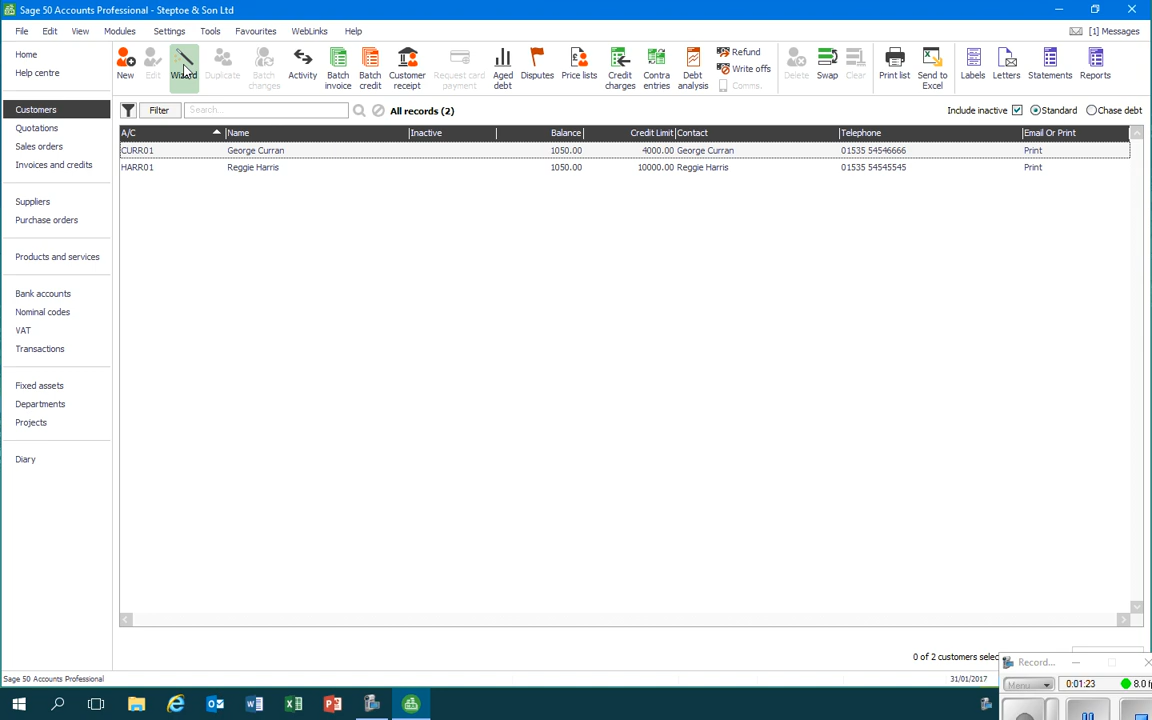 Sage 50 Accounts Professional - Steptoe & Son Ltd
File Edit View Modules Settings Tools Favourites WebLinks Help [1] Messages
Home
Help centre
Customers
Quotations
Sales orders
Invoices and credits
Suppliers
Purchase orders
Products and services
Bank accounts
Nominal codes
VAT
Transactions
Fixed assets
Departments
Projects
Diary
New Edit Wizard Duplicate Batch changes Activity Batch invoice Batch credit Customer receipt Request card payment Aged debt Disputes Price lists Credit charges Contra entries Debt analysis Refund Write offs Comms. Delete Swap Clear Print list Send to Excel Labels Letters Statements Reports
Filter Search... All records (2) Include inactive Standard Chase debt
A/C Name Inactive Balance Credit Limit Contact Telephone Email Or Print
CURR01 George Curran 1050.00 4000.00 George Curran 01535 54546666 Print
HARR01 Reggie Harris 1050.00 10000.00 Reggie Harris 01535 54545545 Print
0 of 2 customers selec
Sage 50 Accounts Professional 31/01/2017
Record...
Menu 0:01:23 8.0 f